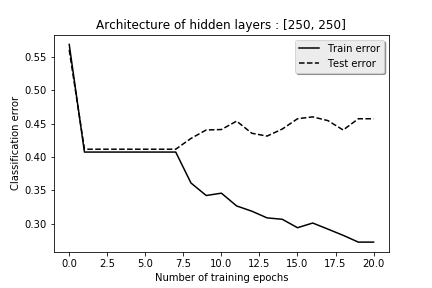 Architecture of hidden layers : [250, 250]
Train error
Test error
Classification error
0.55
0.50
0.45
0.40
0.35
0.30
0.0 2.5 5.0 7.5 10.0 12.5 15.0 17.5 20.0
Number of training epochs